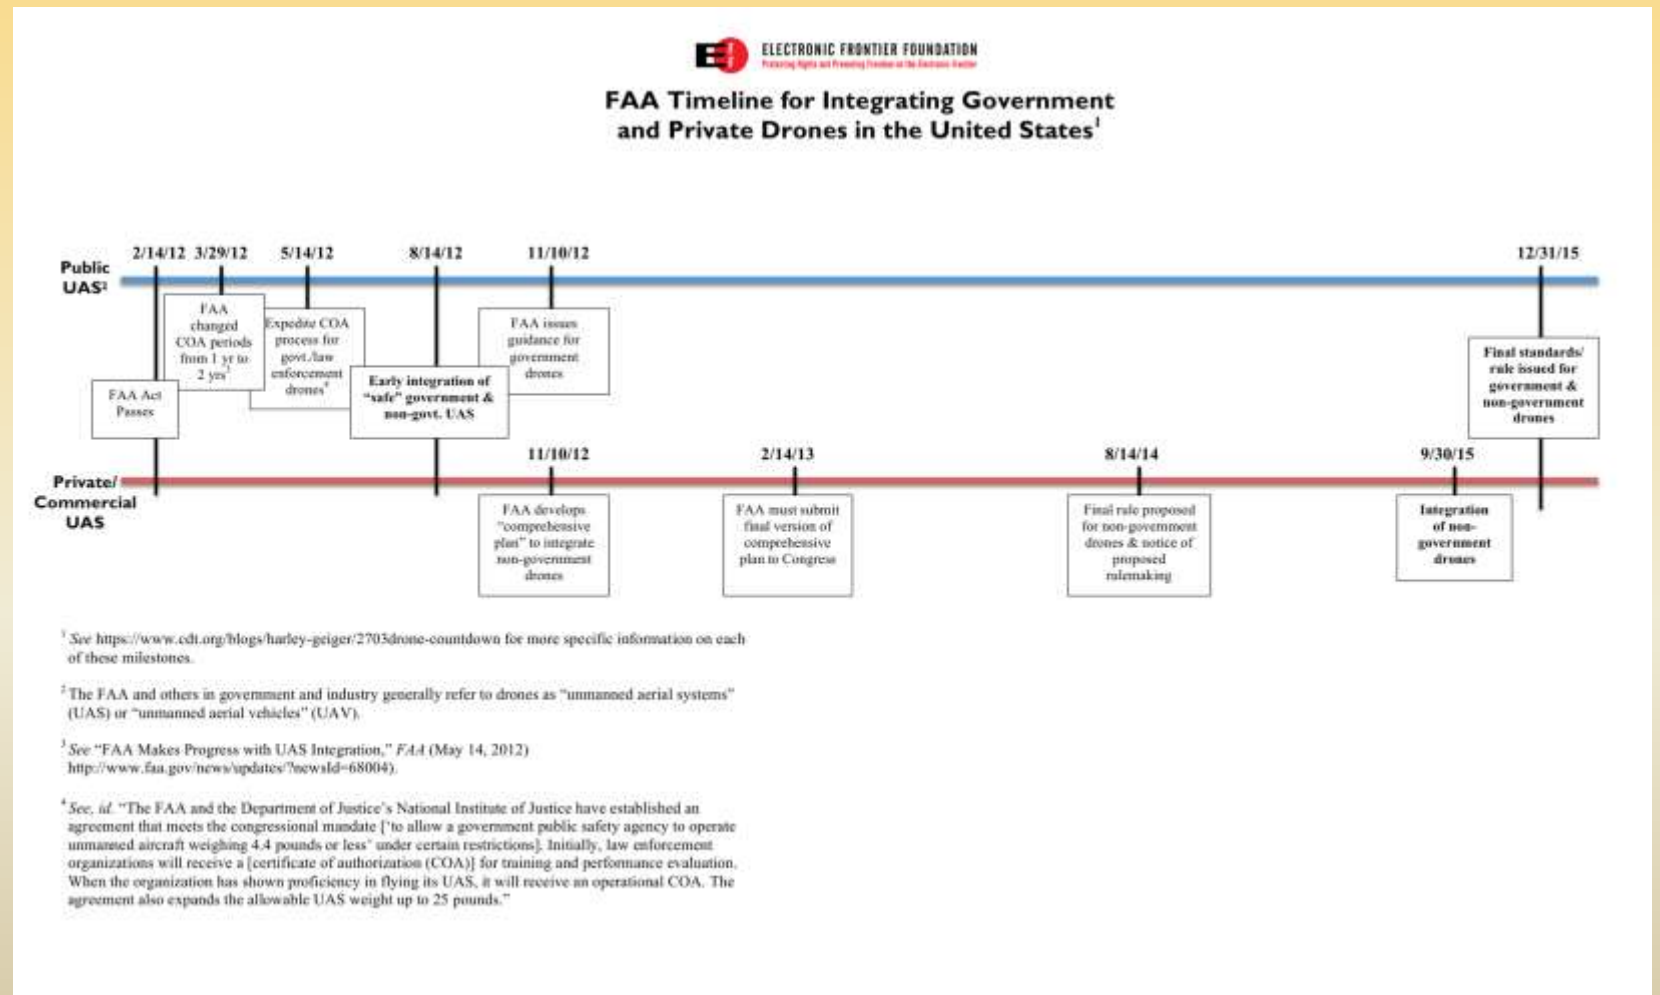 ELECTRONIC FRONTIER FOUNDATION
Protecting Rights and Promoting Freedom on the Electronic Frontier
FAA Timeline for Integrating Government
and Private Drones in the United States1
2/14/12 3/29/12 5/14/12 8/14/12 11/10/12 12/31/15
Public
UAS2
FAA
changed
COA periods
from 1 yr to
2 yrs3
Expedite COA
process for
govt./law
enforcement
drones4
FAA issues
guidance for
government
drones
Final standards/
rule issued for
government &
non-government
drones
FAA Act
Passes
Early integration of
"safe" government &
non-govt. UAS
11/10/12 2/14/13 8/14/14 9/30/15
Private/
Commercial
UAS
FAA develops
"comprehensive
plan" to integrate
non-government
drones
FAA must submit
final version of
comprehensive
plan to Congress
Final rule proposed
for non-government
drones & notice of
proposed
rulemaking
Integration
of non-
government
drones
1 See https://www.cdt.org/blogs/harley-geiger/2703drone-countdown for more specific information on each
of these milestones.
2 The FAA and others in government and industry generally refer to drones as "unmanned aerial systems"
(UAS) or "unmanned aerial vehicles" (UAV).
3 See "FAA Makes Progress with UAS Integration," FAA (May 14, 2012)
http://www.faa.gov/news/updates/?newsId=68004).
4 See, id. "The FAA and the Department of Justice's National Institute of Justice have established an
agreement that meets the congressional mandate ['to allow a government public safety agency to operate
unmanned aircraft weighing 4.4 pounds or less' under certain restrictions]. Initially, law enforcement
organizations will receive a [certificate of authorization (COA)] for training and performance evaluation.
When the organization has shown proficiency in flying its UAS, it will receive an operational COA. The
agreement also expands the allowable UAS weight up to 25 pounds."